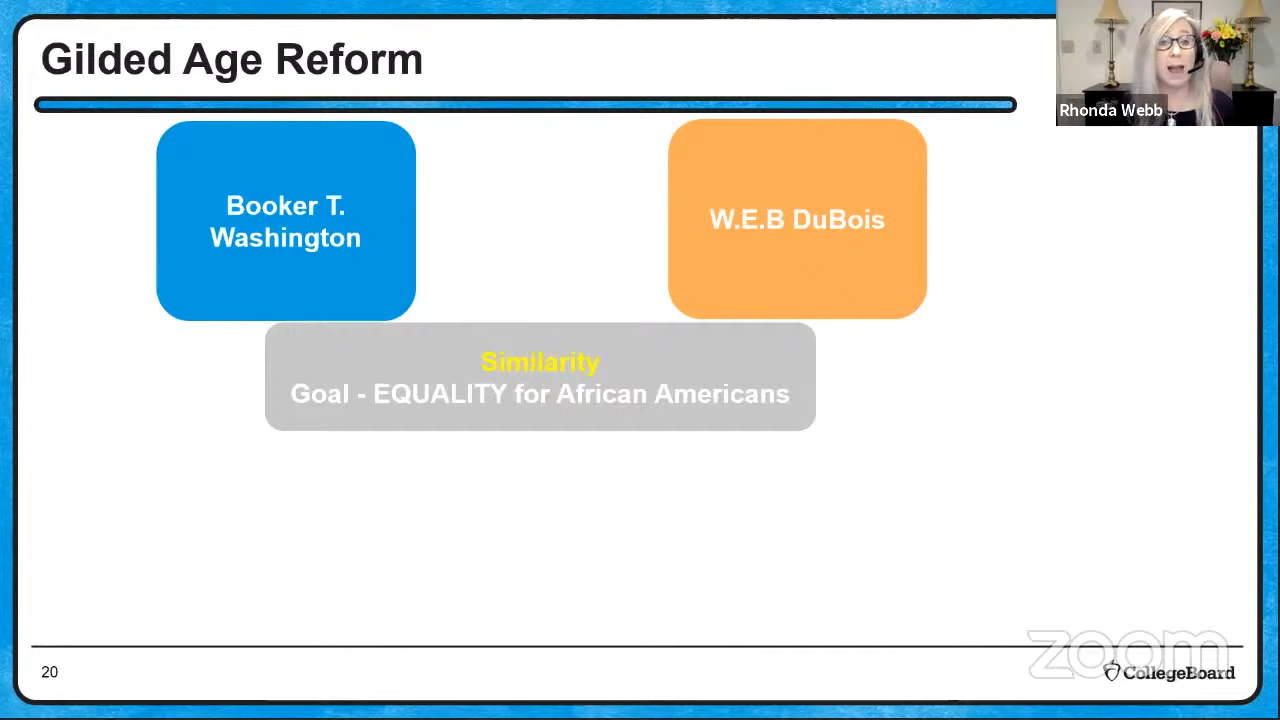 Gilded Age Reform
Rhonda Webb
Booker T.
Washington
W.E.B DuBois
Similarity
Goal - EQUALITY for African Americans
zoom
20
CollegeBoard